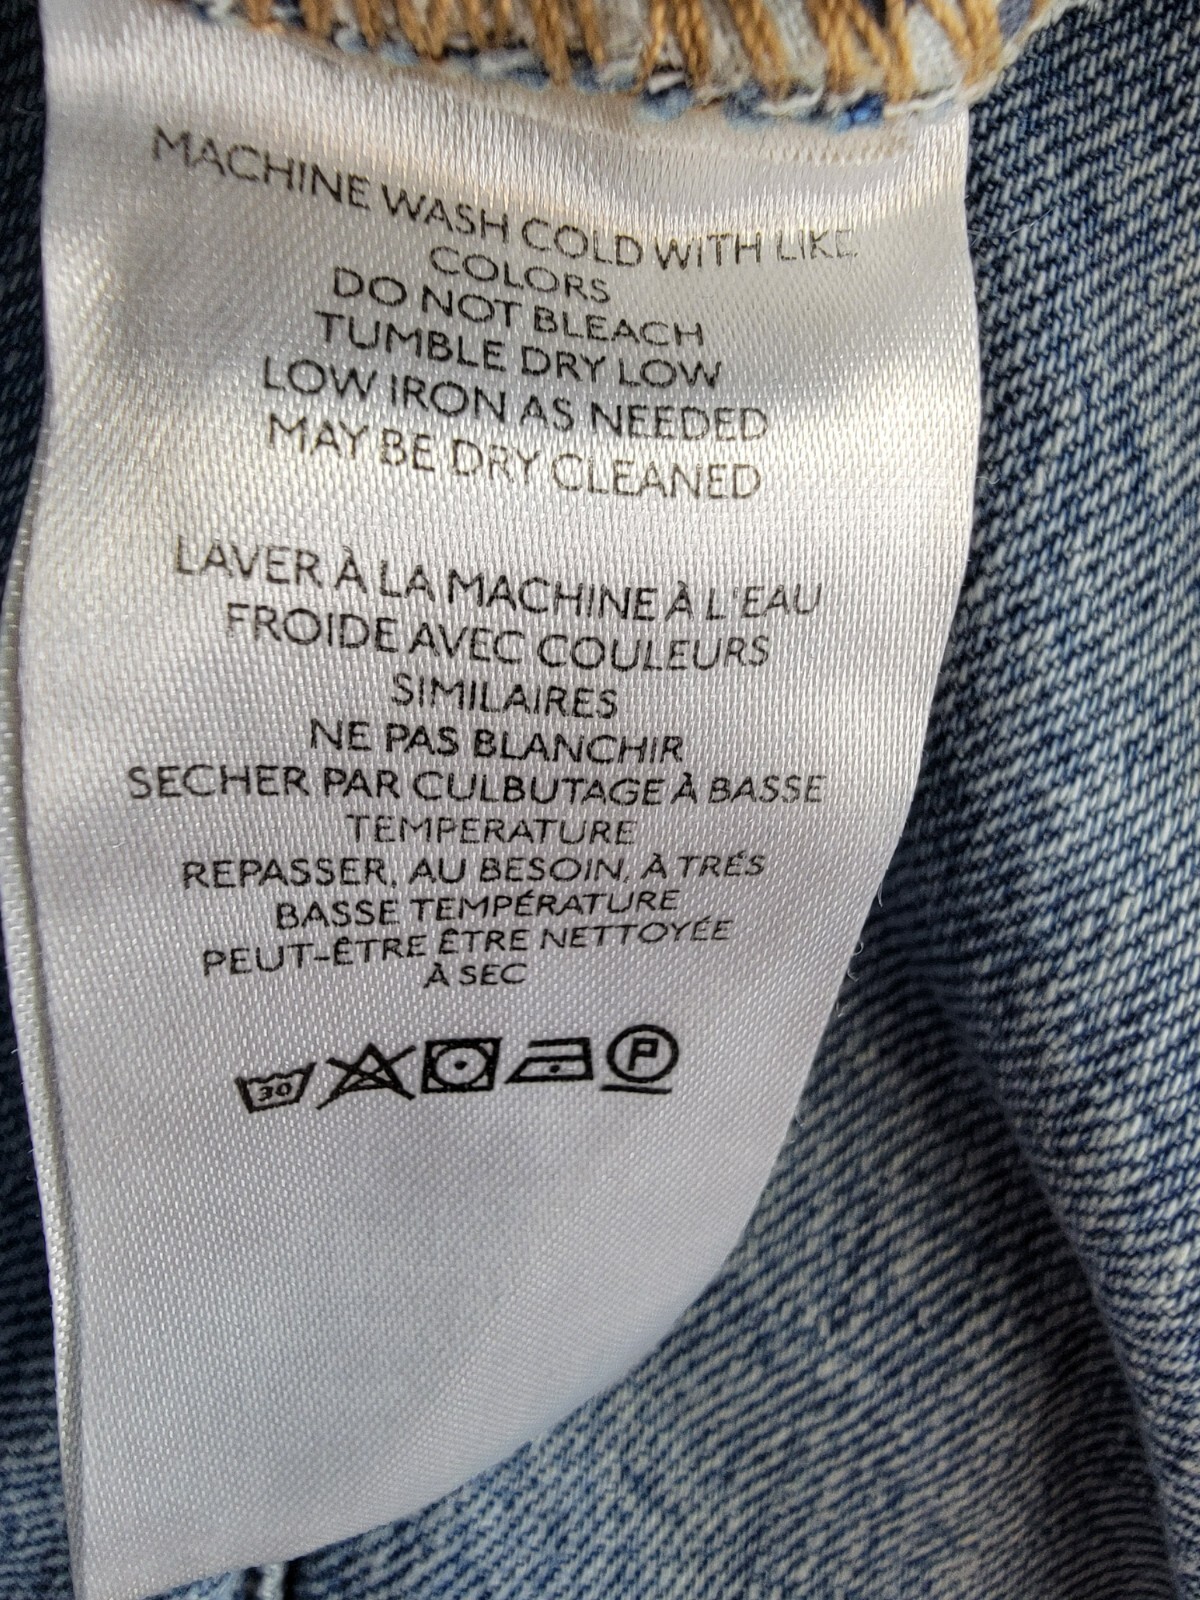 MACHINE WASH COLD WITH LIKE
COLORS
DO NOT BLEACH
TUMBLE DRY LOW
LOW IRON AS NEEDED
MAY BE DRY CLEANED
LAVER À LA MACHINE À L'EAU
FROIDE AVEC COULEURS
SIMILAIRES
NE PAS BLANCHIR
SECHER PAR CULBUTAGE À BASSE
TEMPERATURE
REPASSER, AU BESOIN, À TRÉS
BASSE TEMPÉRATURE
PEUT-ÊTRE ÊTRE NETTOYÉE
À SEC
30 P